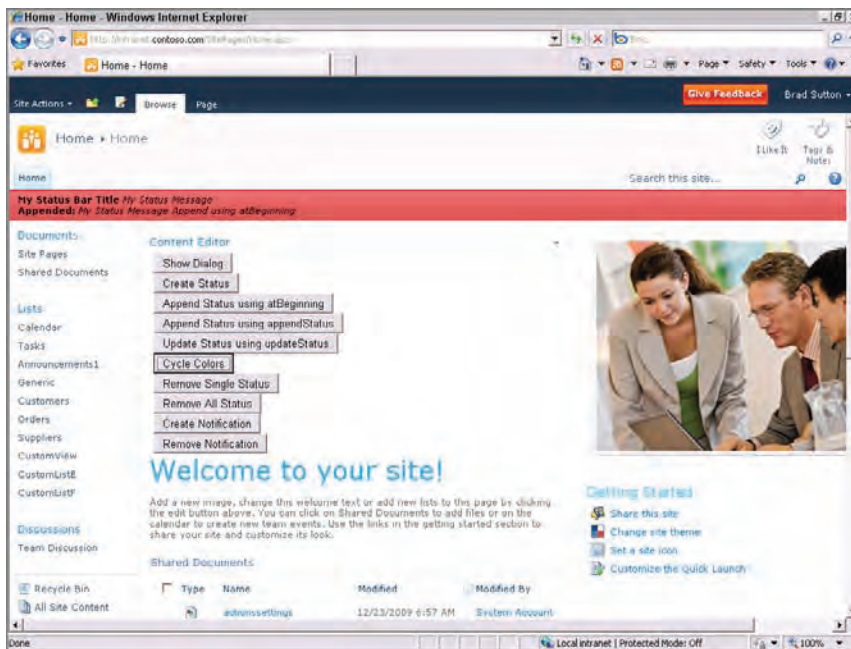 Home - Home - Windows Internet Explorer
contoso.com
Favorites
Home - Home
Page
Safety
Tools
Site Actions
Browse
Page
Give Feedback
Brad Sutton
Home ▸ Home
I Like It
Tags & Notes
Home
Search this site...
My Status Bar Title My Status Message
Appended: My Status Message Append using atBeginning
Documents
Site Pages
Shared Documents
Lists
Calendar
Tasks
Announcements1
Generic
Customers
Orders
Suppliers
CustomView
CustomListE
CustomListF
Discussions
Team Discussion
Recycle Bin
All Site Content
Content Editor
Show Dialog
Create Status
Append Status using atBeginning
Append Status using appendStatus
Update Status using updateStatus
Cycle Colors
Remove Single Status
Remove All Status
Create Notification
Remove Notification
Welcome to your site!
Add a new image, change this welcome text or add new lists to this page by clicking
the edit button above. You can click on Shared Documents to add files or on the
calendar to create new team events. Use the links in the getting started section to
share your site and customize its look.
Shared Documents
Type
Name
Modified
Modified By
12/23/2009 6:57 AM
System Account
Getting Started
Share this site
Change site theme
Set a site icon
Customize the Quick Launch
Done
Local intranet | Protected Mode: Off
100%